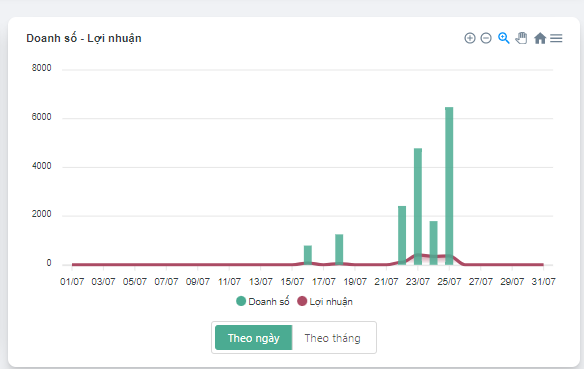 Doanh số - Lợi nhuận
8000
6000
4000
2000
0
01/07 03/07 05/07 07/07 09/07 11/07 13/07 15/07 17/07 19/07 21/07 23/07 25/07 27/07 29/07 31/07
Doanh số Lợi nhuận
Theo ngày Theo tháng